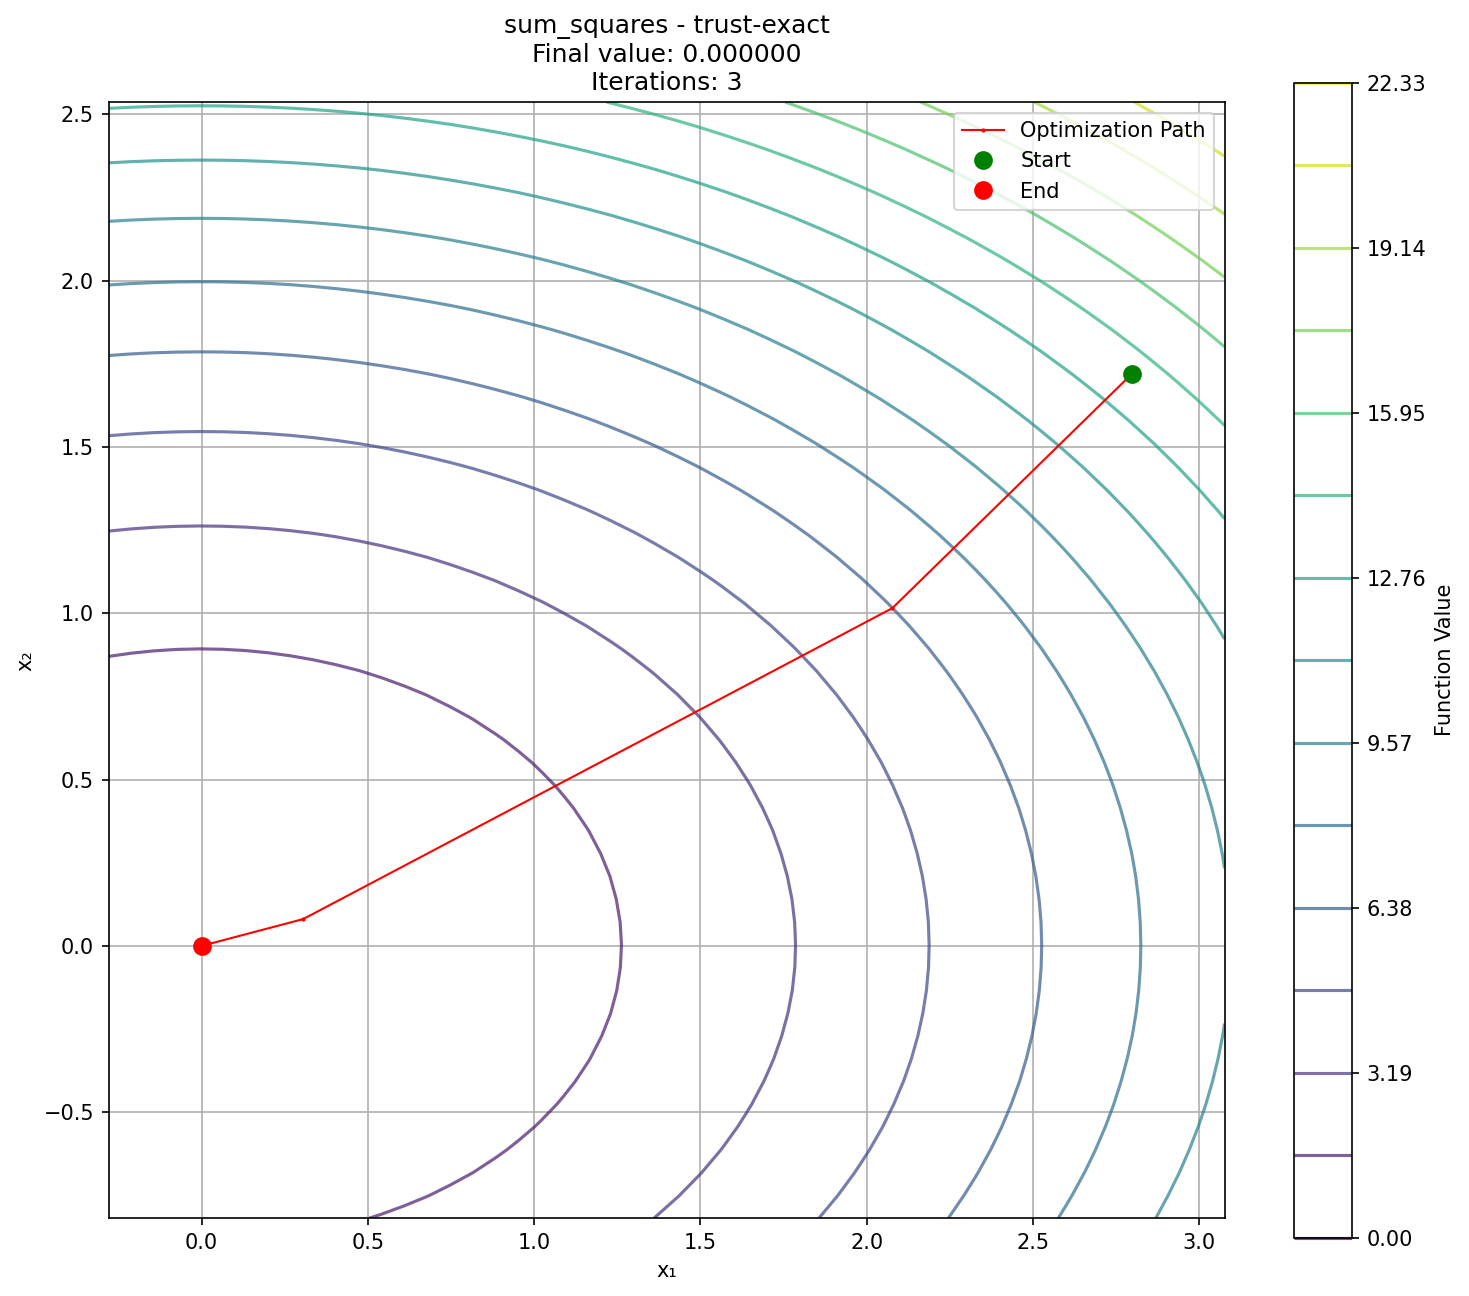 sum_squares - trust-exact
Final value: 0.000000
Iterations: 3
Optimization Path
Start
End
2.5
2.0
1.5
1.0
0.5
0.0
−0.5
x₂
0.0
0.5
1.0
1.5
2.0
2.5
3.0
x₁
22.33
19.14
15.95
12.76
9.57
6.38
3.19
0.00
Function Value